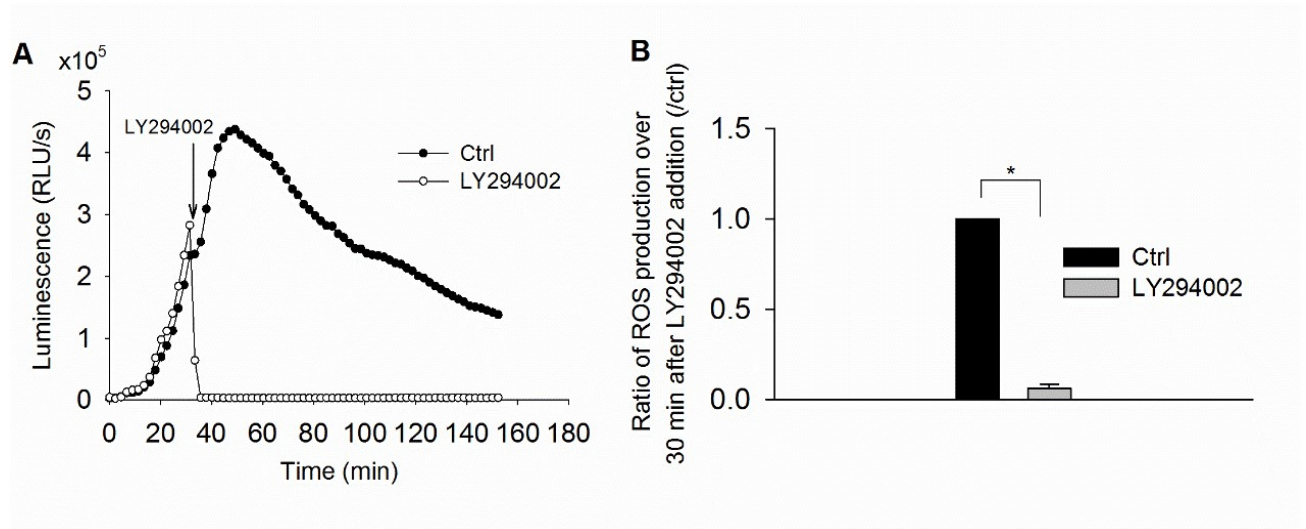 A
x10⁵
5
4
3
2
1
0
Luminescence (RLU/s)
LY294002
Ctrl
LY294002
0 20 40 60 80 100 120 140 160 180
Time (min)
B
Ratio of ROS production over
30 min after LY294002 addition (/ctrl)
1.5
1.0
0.5
0.0
*
Ctrl
LY294002